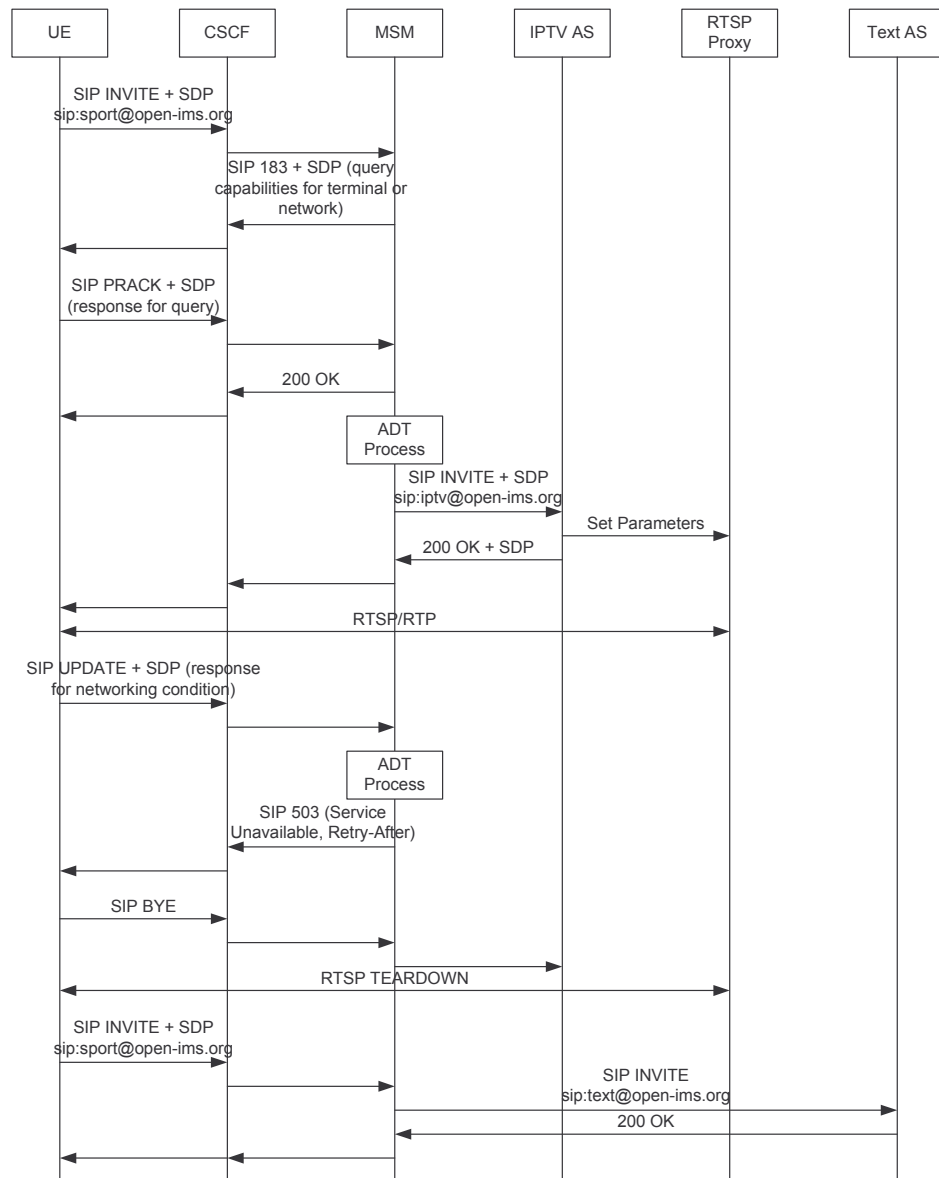 UE
CSCF
MSM
IPTV AS
RTSP
Proxy
Text AS
SIP INVITE + SDP
sip:sport@open-ims.org
SIP 183 + SDP (query
capabilities for terminal or
network)
SIP PRACK + SDP
(response for query)
200 OK
ADT
Process
SIP INVITE + SDP
sip:iptv@open-ims.org
Set Parameters
200 OK + SDP
RTSP/RTP
SIP UPDATE + SDP (response
for networking condition)
ADT
Process
SIP 503 (Service
Unavailable, Retry-After)
SIP BYE
RTSP TEARDOWN
SIP INVITE + SDP
sip:sport@open-ims.org
SIP INVITE
sip:text@open-ims.org
200 OK